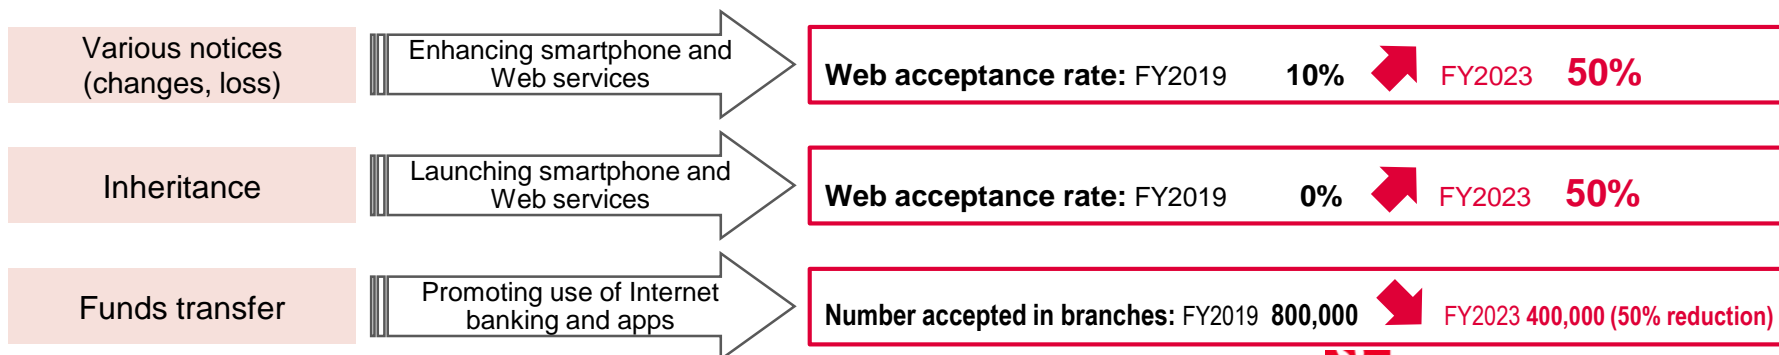 Various notices
(changes, loss)
Enhancing smartphone and
Web services
Web acceptance rate: FY2019 10% FY2023 50%
Inheritance
Launching smartphone and
Web services
Web acceptance rate: FY2019 0% FY2023 50%
Funds transfer
Promoting use of Internet
banking and apps
Number accepted in branches: FY2019 800,000 FY2023 400,000 (50% reduction)